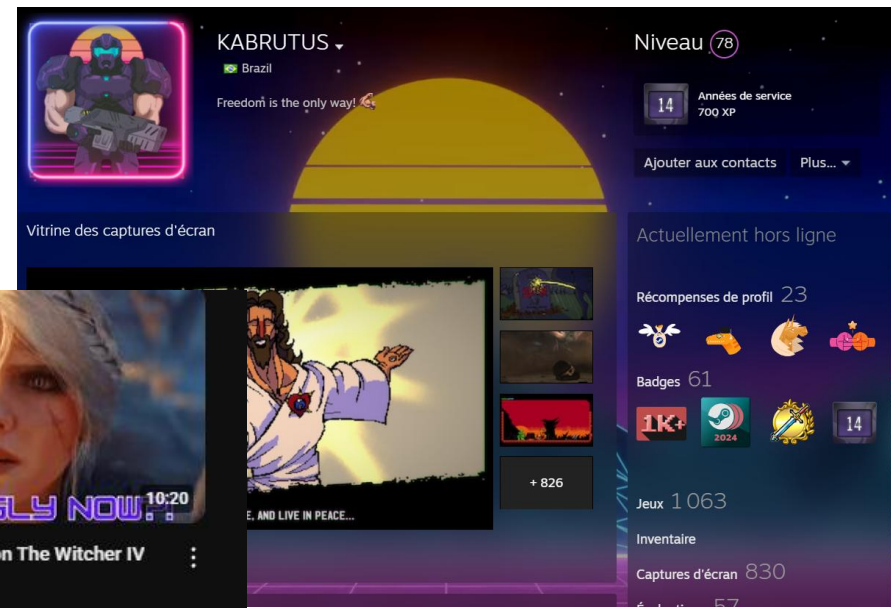 KABRUTUS
Brazil
Freedom is the only way!
Niveau 78
14
Années de service
700 XP
Ajouter aux contacts
Plus...
Vitrine des captures d'écran
Actuellement hors ligne
Récompenses de profil 23
Badges 61
1K+
2024
14
+ 826
, AND LIVE IN PEACE...
Jeux 1 063
Inventaire
Captures d'écran 830
57
NOW?!
10:20
on The Witcher IV